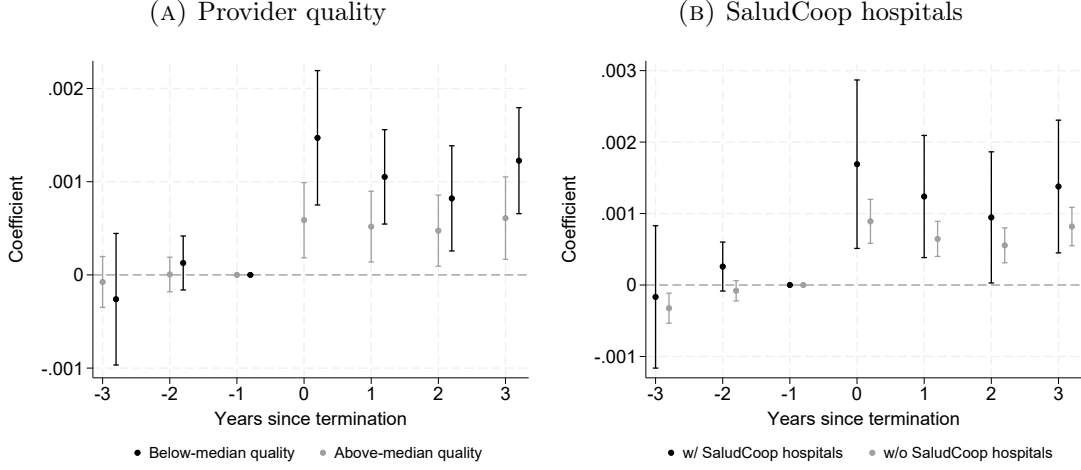 (A) Provider quality
.002
.001
0
-.001
Coefficient
-3 -2 -1 0 1 2 3
Years since termination
Below-median quality Above-median quality
(B) SaludCoop hospitals
.003
.002
.001
0
-.001
Coefficient
-3 -2 -1 0 1 2 3
Years since termination
w/ SaludCoop hospitals w/o SaludCoop hospitals